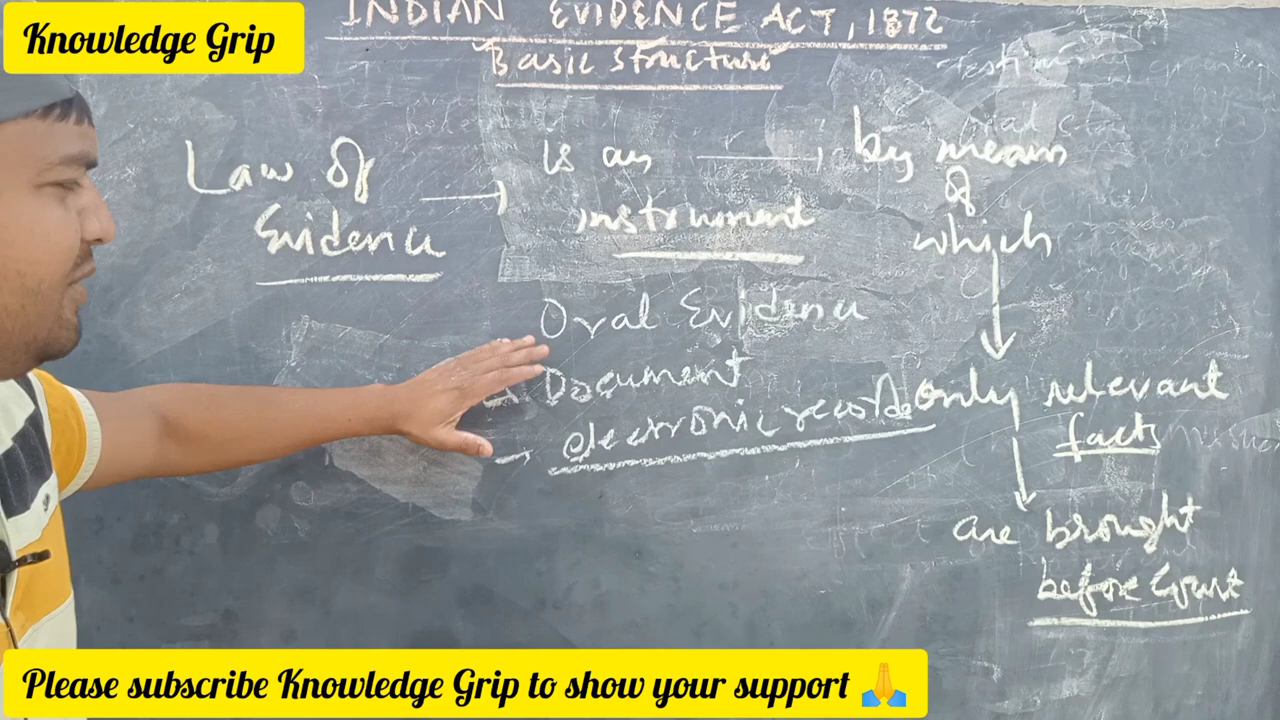 Knowledge Grip
INDIAN EVIDENCE ACT, 1872
Basic Structure
Law of
Evidence
is an
instrument
by means
of
which
Oral Evidence
Document
electronic records
only relevant
facts
are brought
before Court
Please subscribe Knowledge Grip to show your support 🙏